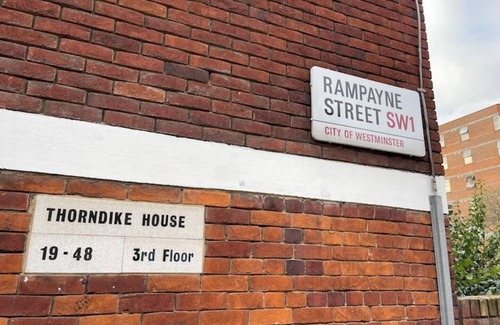 RAMPAYNE
STREET SW1
CITY OF WESTMINSTER
THORNDIKE HOUSE
19 - 48 3rd Floor